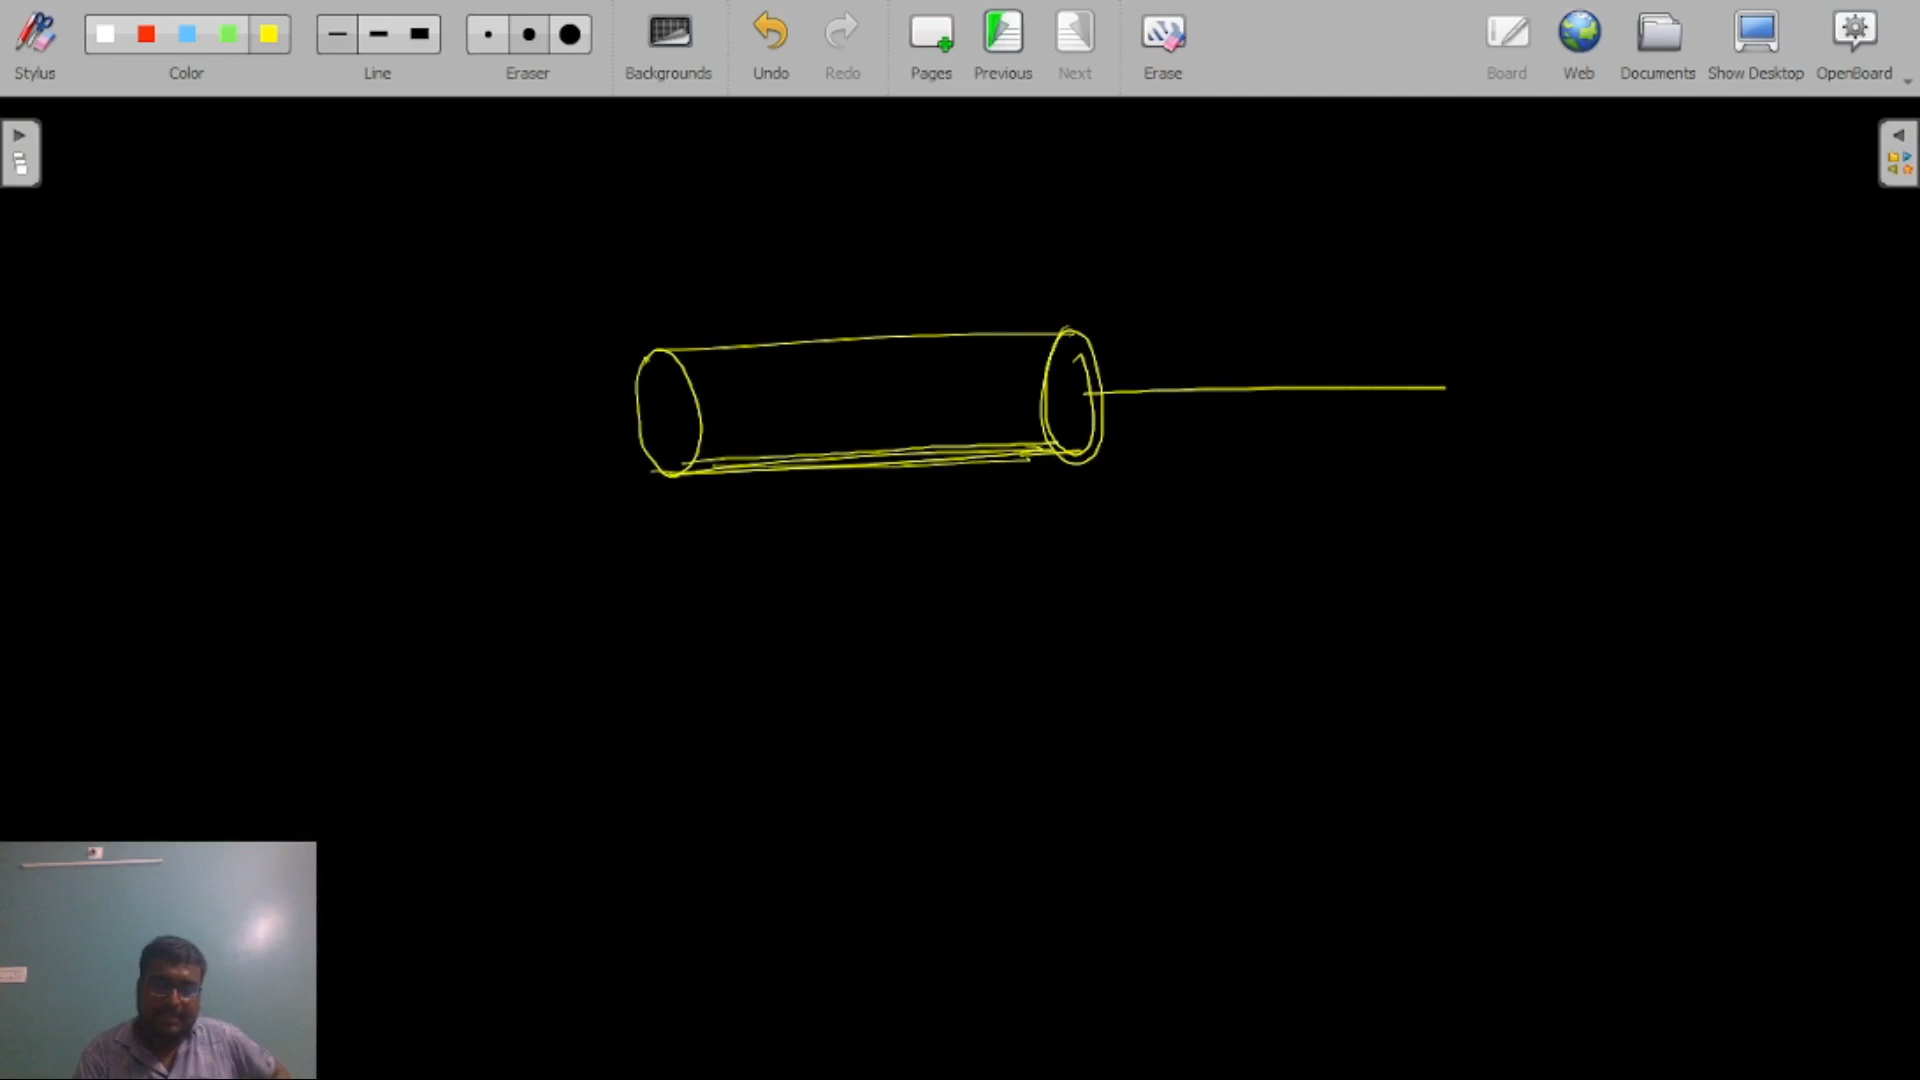 Stylus
Color
Line
Eraser
Backgrounds
Undo
Redo
Pages
Previous
Next
Erase
Board
Web
Documents
Show Desktop
OpenBoard